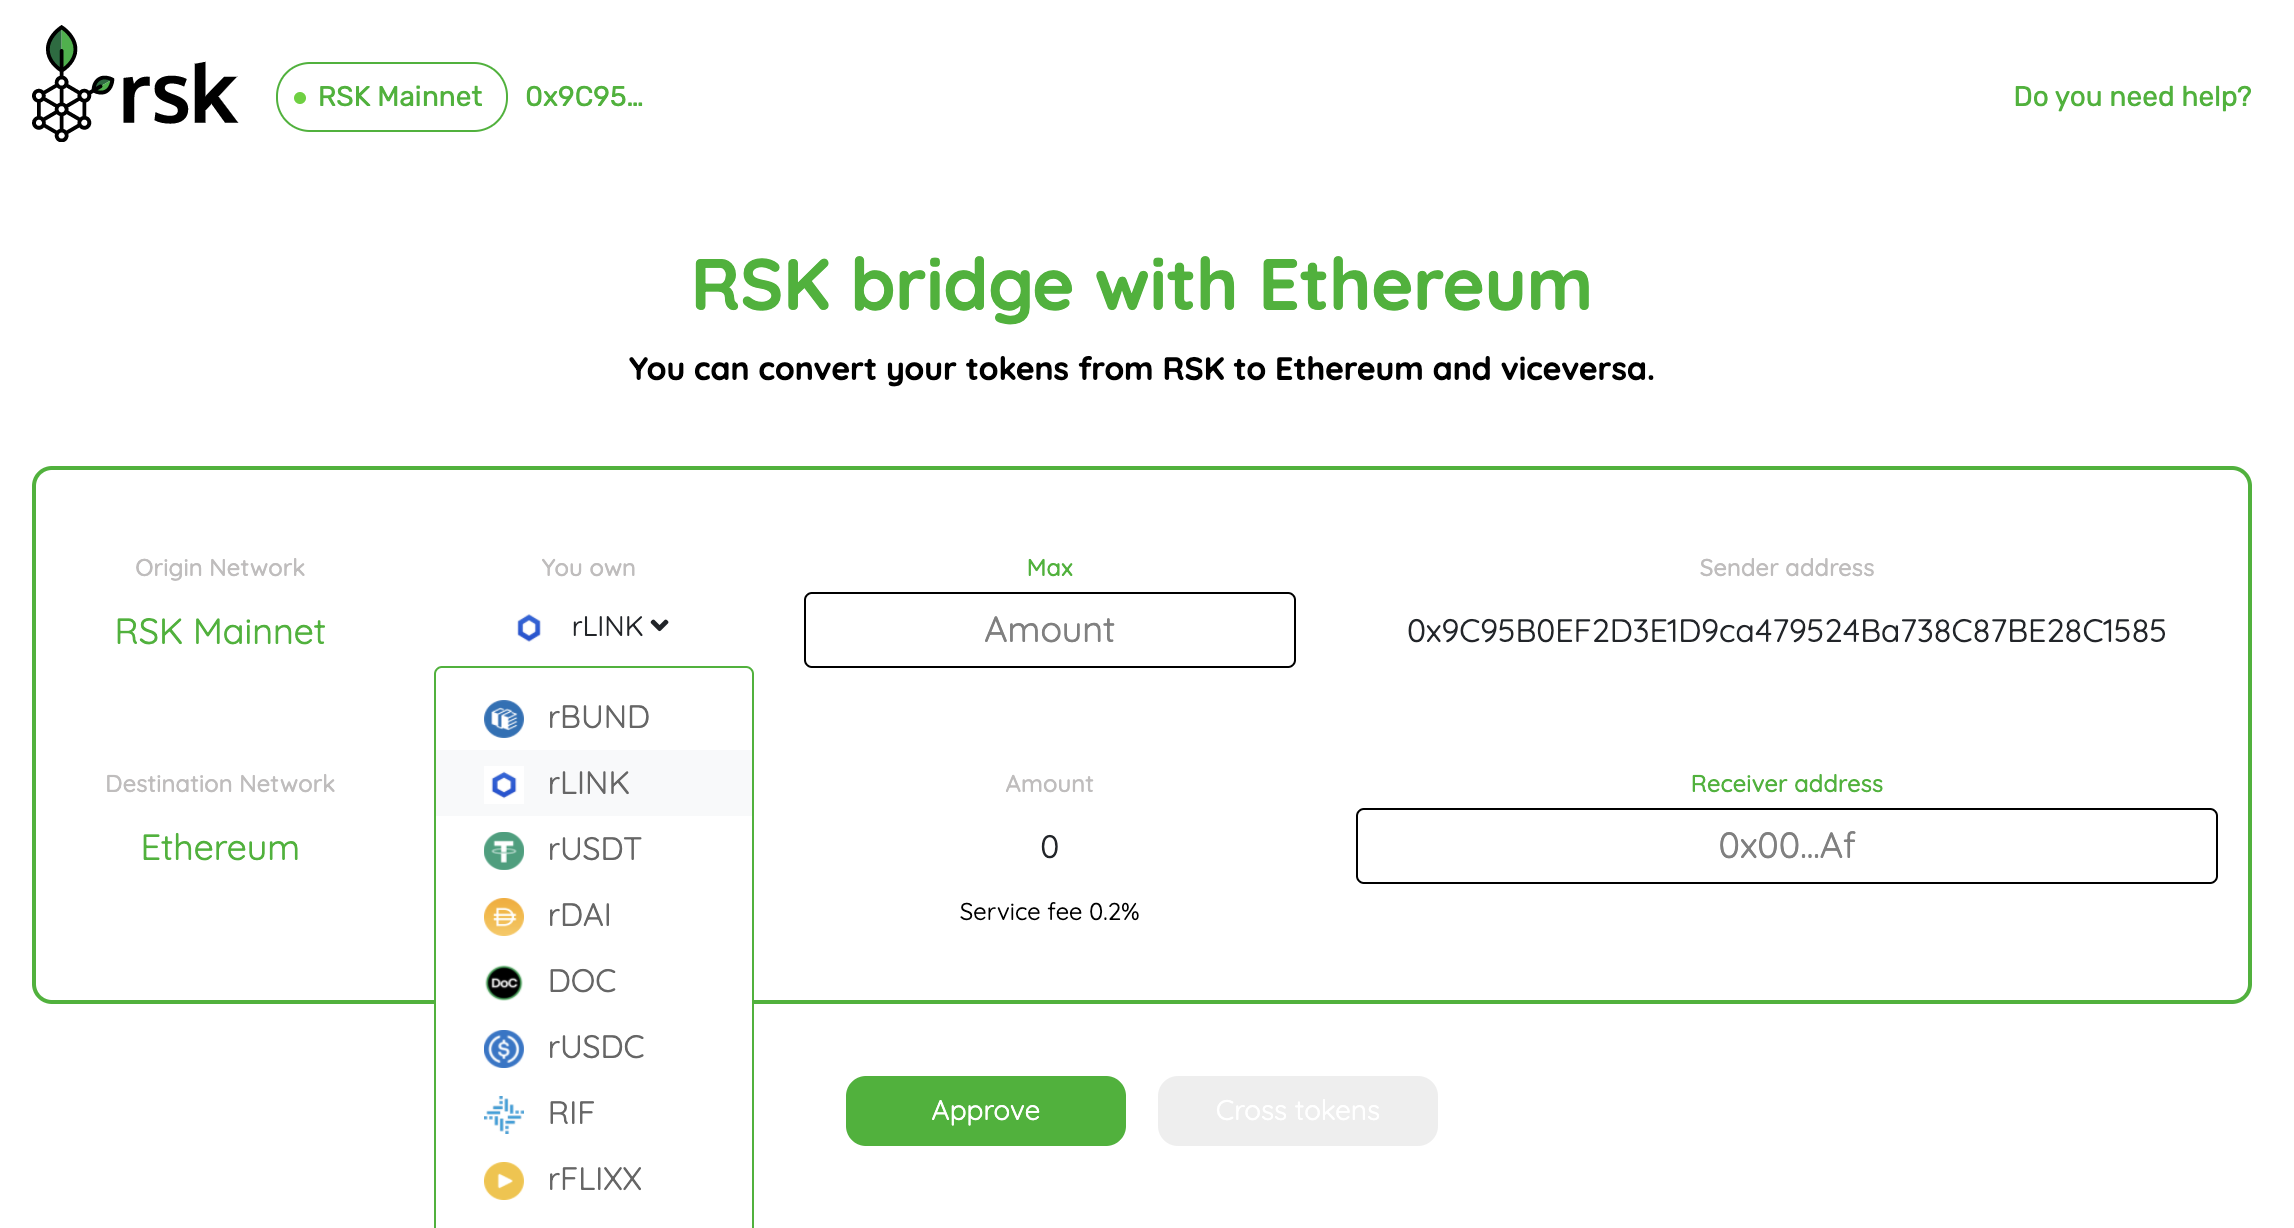 rsk
RSK Mainnet
0x9C95...
Do you need help?
RSK bridge with Ethereum
You can convert your tokens from RSK to Ethereum and viceversa.
Origin Network
You own
Max
Sender address
RSK Mainnet
rLINK
Amount
0x9C95B0EF2D3E1D9ca479524Ba738C87BE28C1585
rBUND
rLINK
rUSDT
rDAI
DoC
DOC
rUSDC
RIF
rFLIXX
Destination Network
Amount
Receiver address
Ethereum
0
0x00...Af
Service fee 0.2%
Approve
Cross tokens